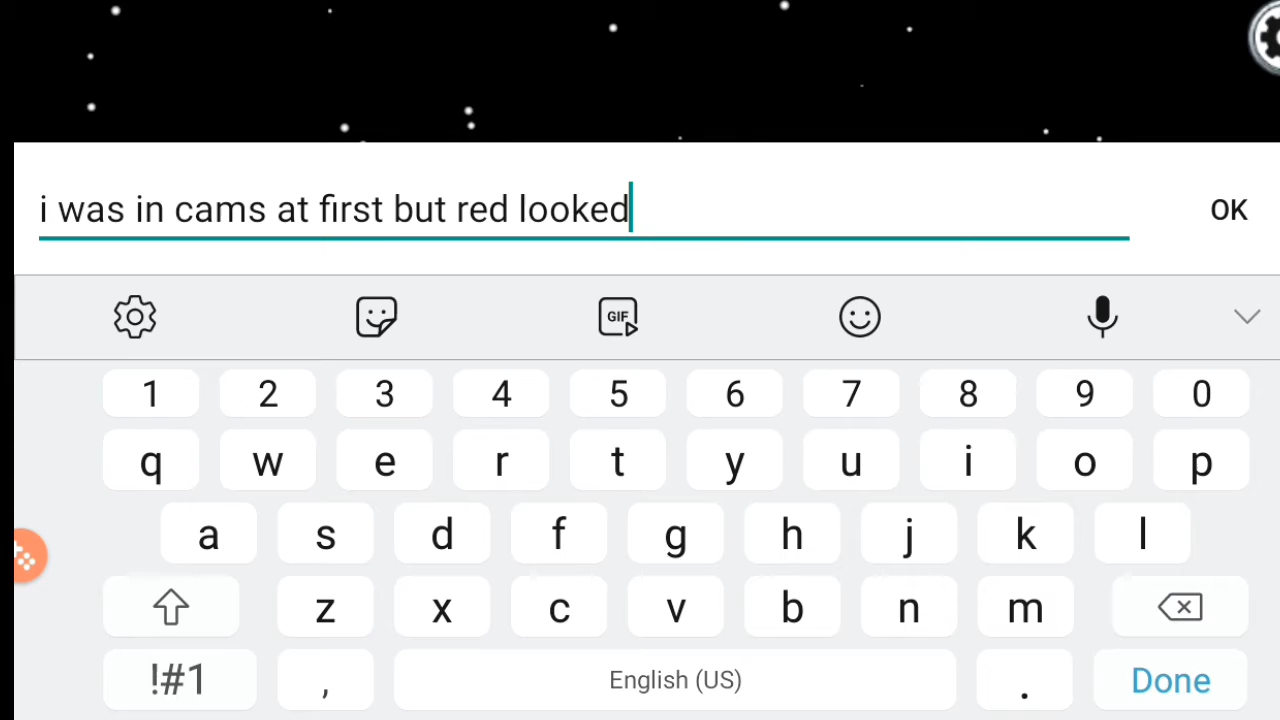 i was in cams at first but red looked
OK
GIF
1 2 3 4 5 6 7 8 9 0
q w e r t y u i o p
a s d f g h j k l
z x c v b n m
!#1 , English (US) . Done